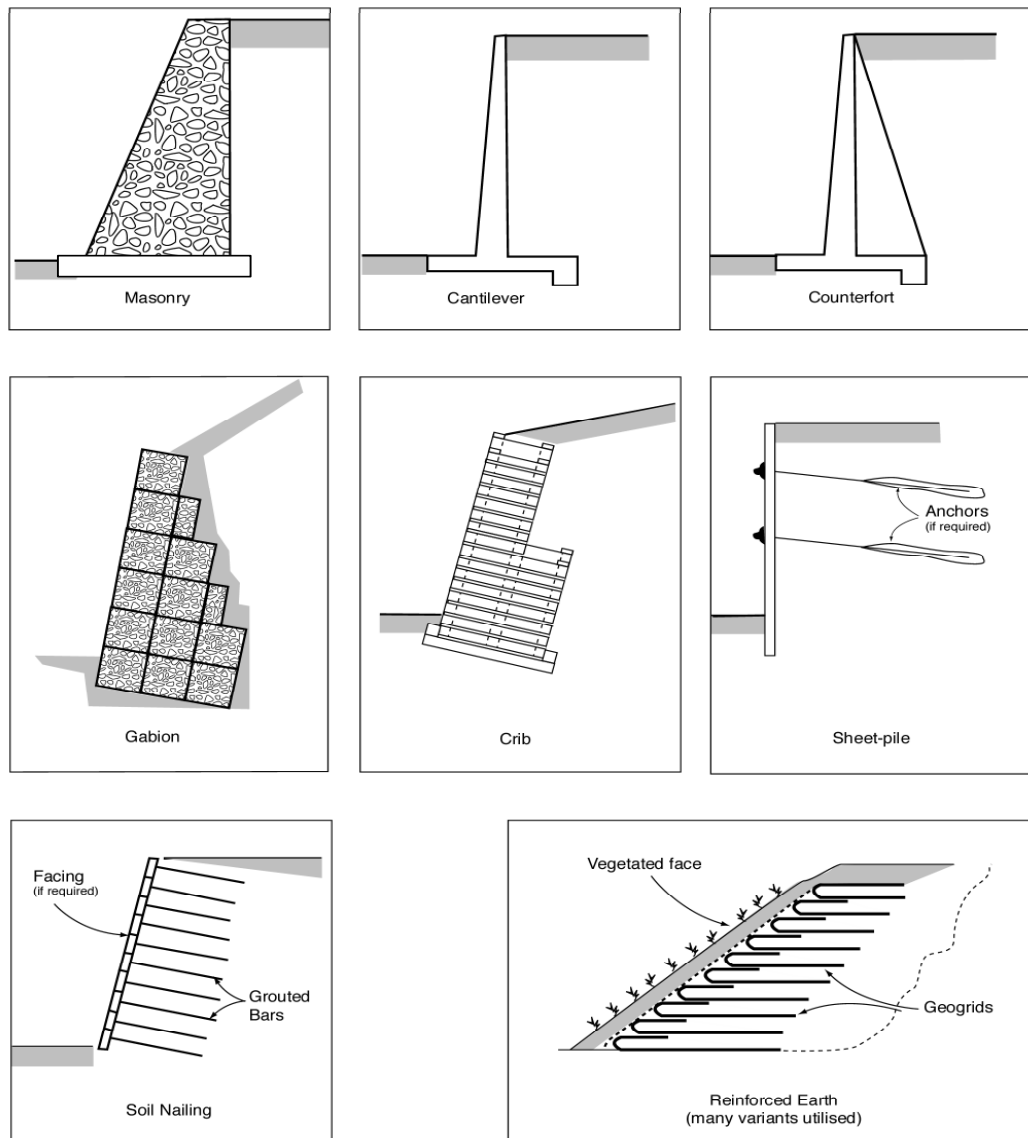 Masonry
Cantilever
Counterfort
Gabion
Crib
Anchors
(if required)
Sheet-pile
Facing
(if required)
Grouted
Bars
Soil Nailing
Vegetated face
Geogrids
Reinforced Earth
(many variants utilised)